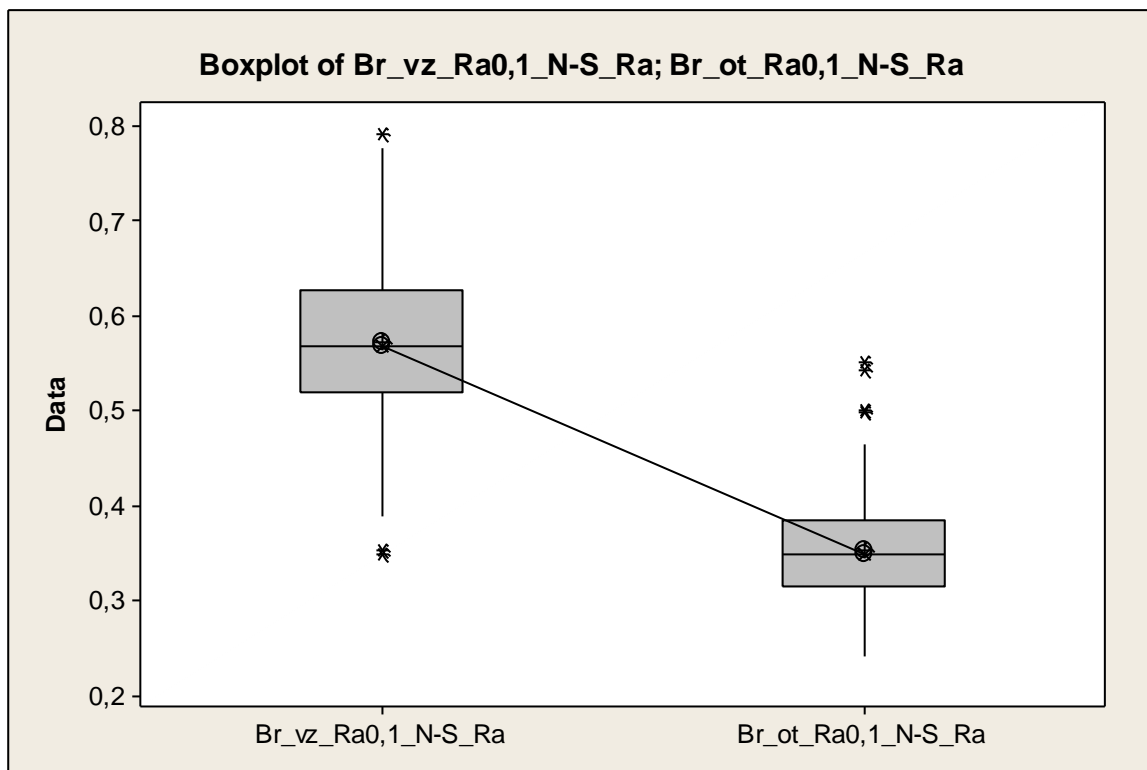 Boxplot of Br_vz_Ra0,1_N-S_Ra; Br_ot_Ra0,1_N-S_Ra
0,8
0,7
0,6
0,5
0,4
0,3
0,2
Data
Br_vz_Ra0,1_N-S_Ra
Br_ot_Ra0,1_N-S_Ra